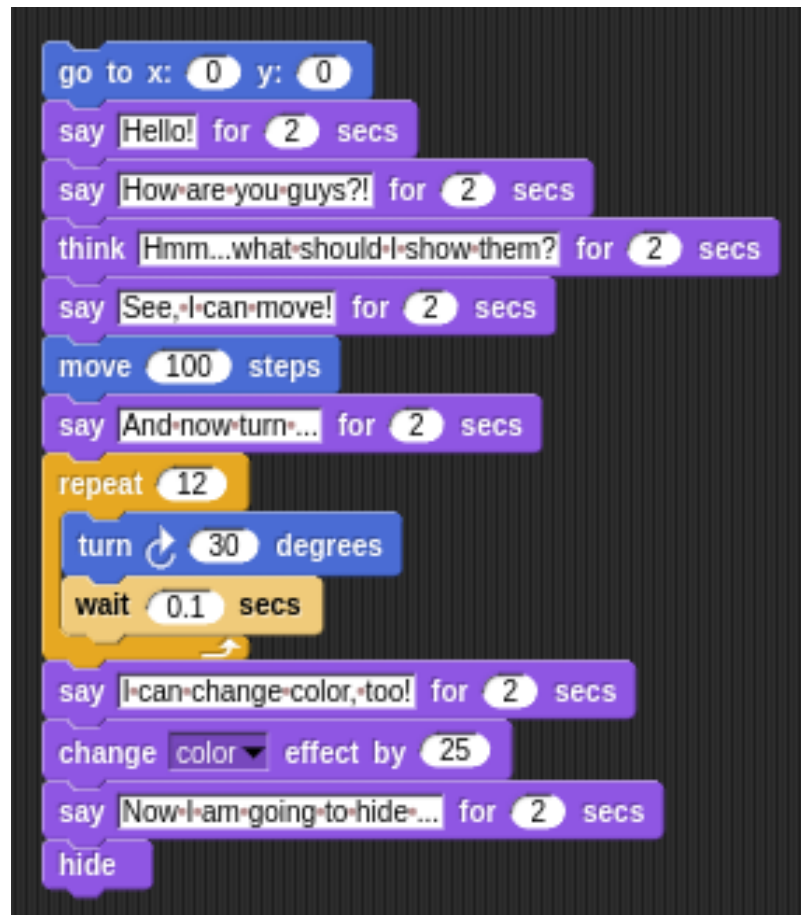 go to x: 0 y: 0
say Hello! for 2 secs
say How are you guys?! for 2 secs
think Hmm...what should I show them? for 2 secs
say See, I can move! for 2 secs
move 100 steps
say And now turn ... for 2 secs
repeat 12
turn 30 degrees
wait 0.1 secs
say I can change color, too! for 2 secs
change color effect by 25
say Now I am going to hide ... for 2 secs
hide